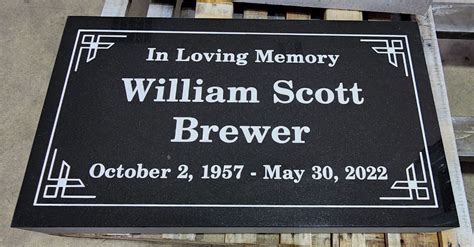 In Loving Memory
William Scott
Brewer
October 2, 1957 - May 30, 2022